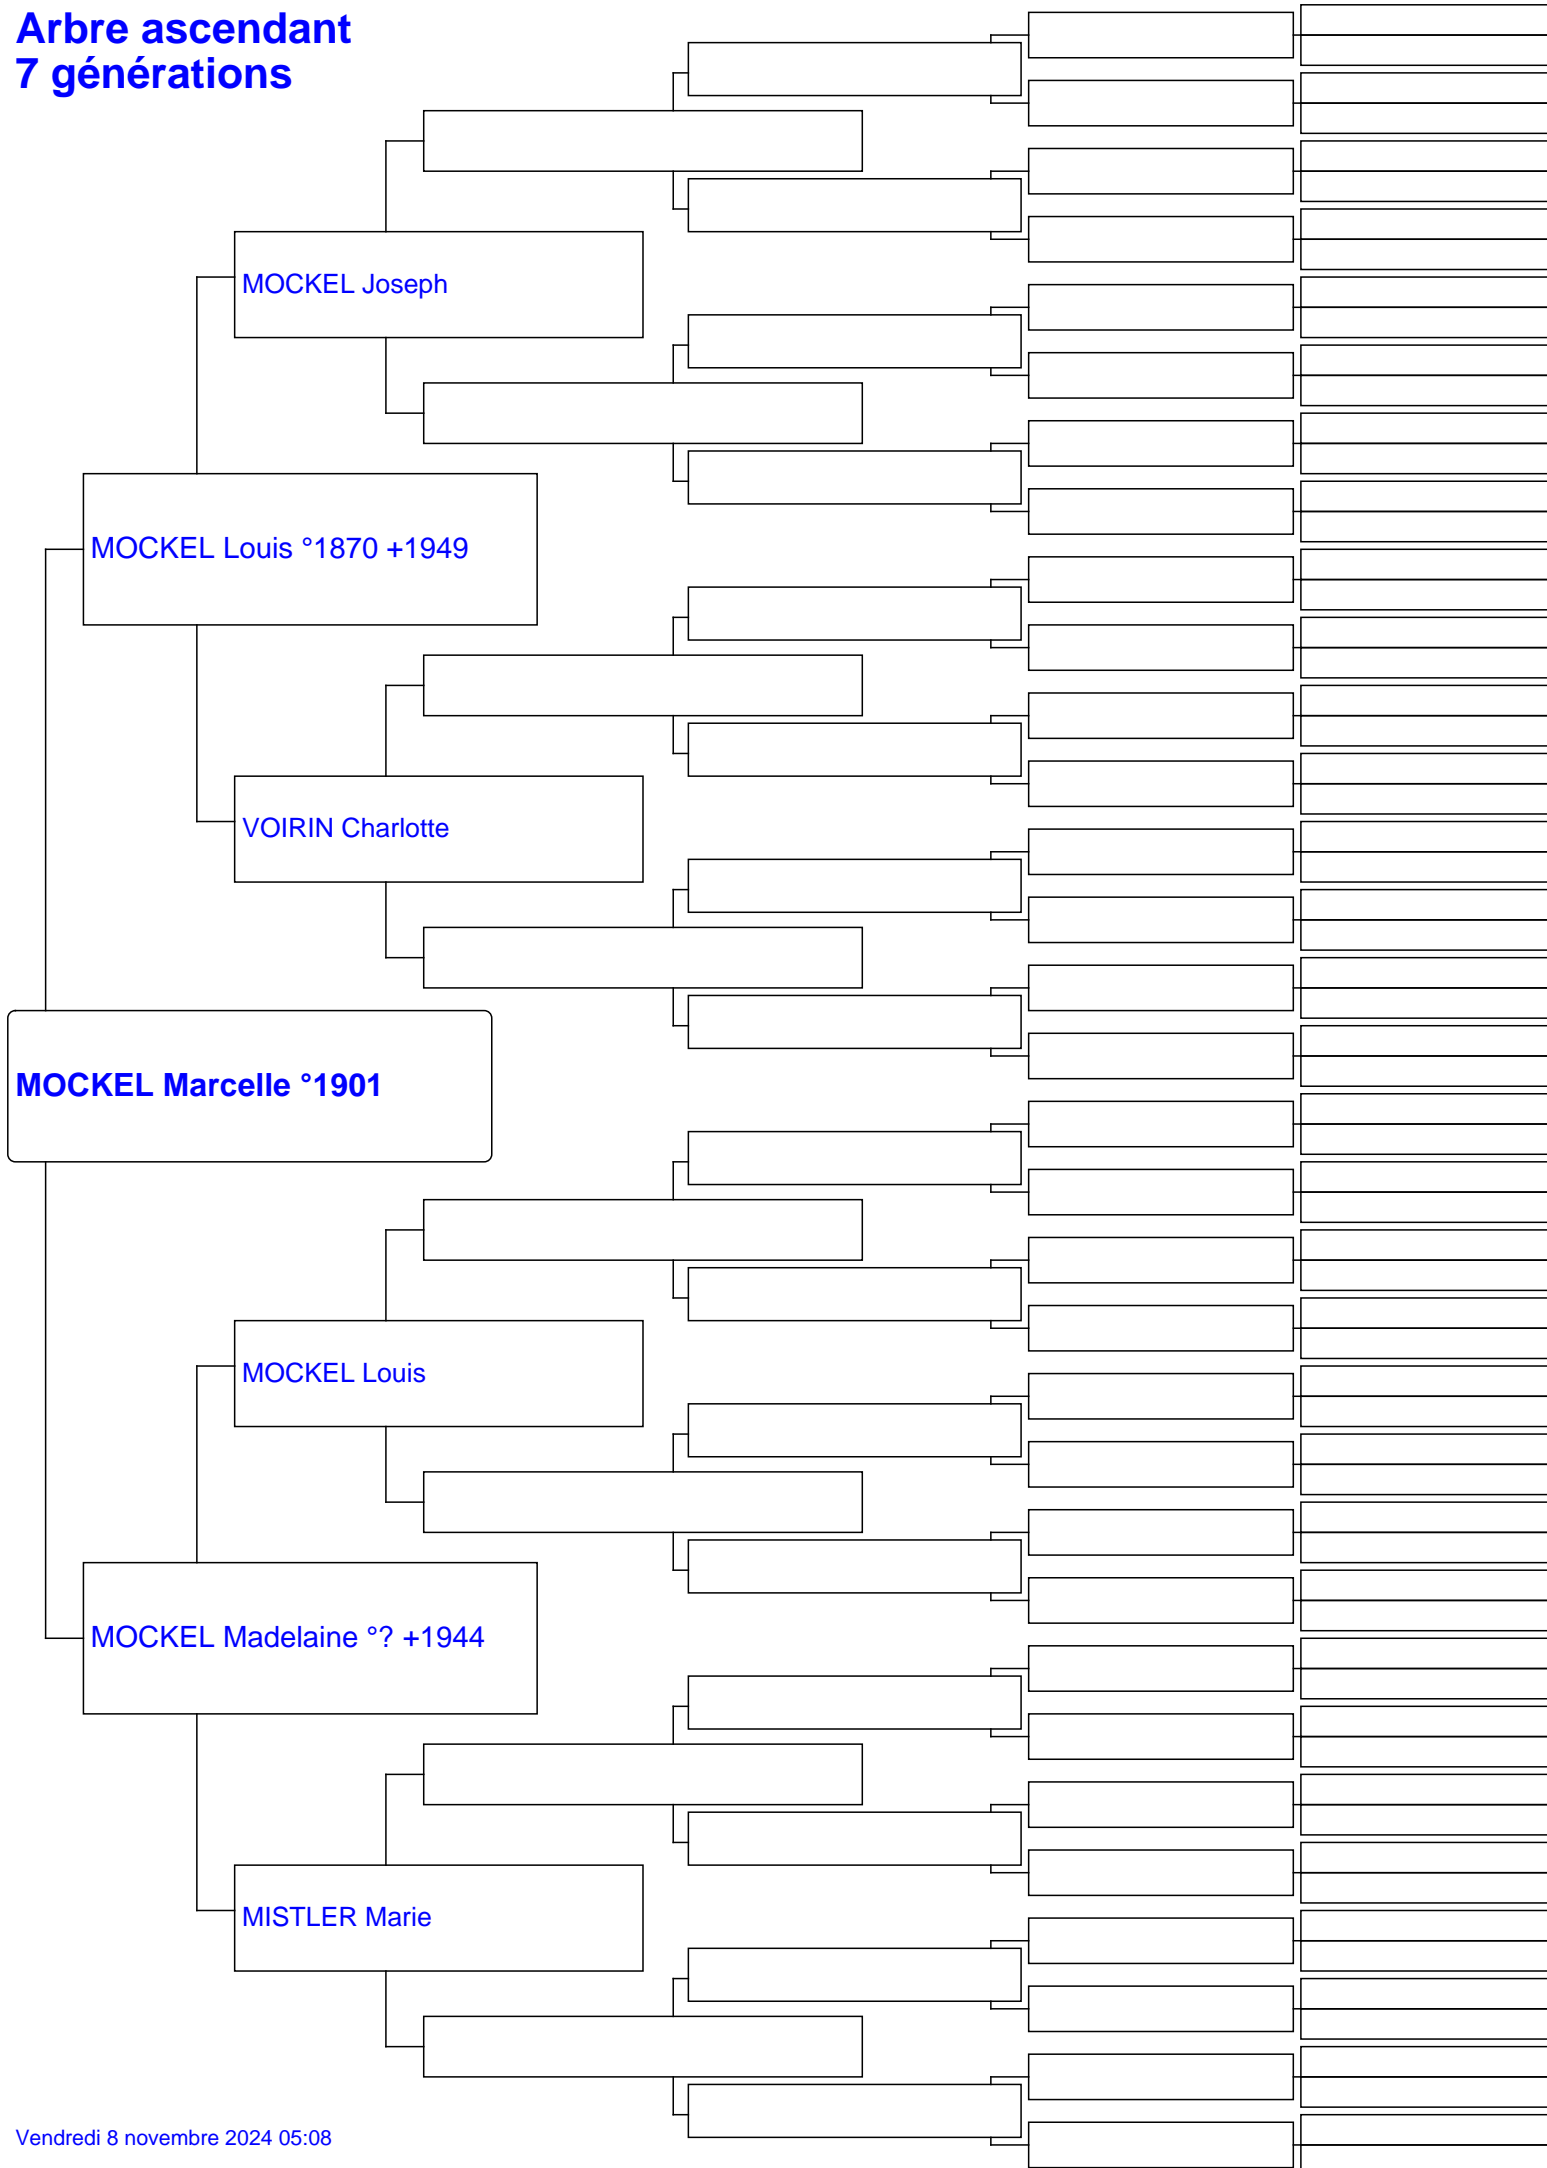 Arbre ascendant
7 générations
MOCKEL Joseph
MOCKEL Louis °1870 +1949
VOIRIN Charlotte
MOCKEL Marcelle °1901
MOCKEL Louis
MOCKEL Madelaine °? +1944
MISTLER Marie
Vendredi 8 novembre 2024 05:08